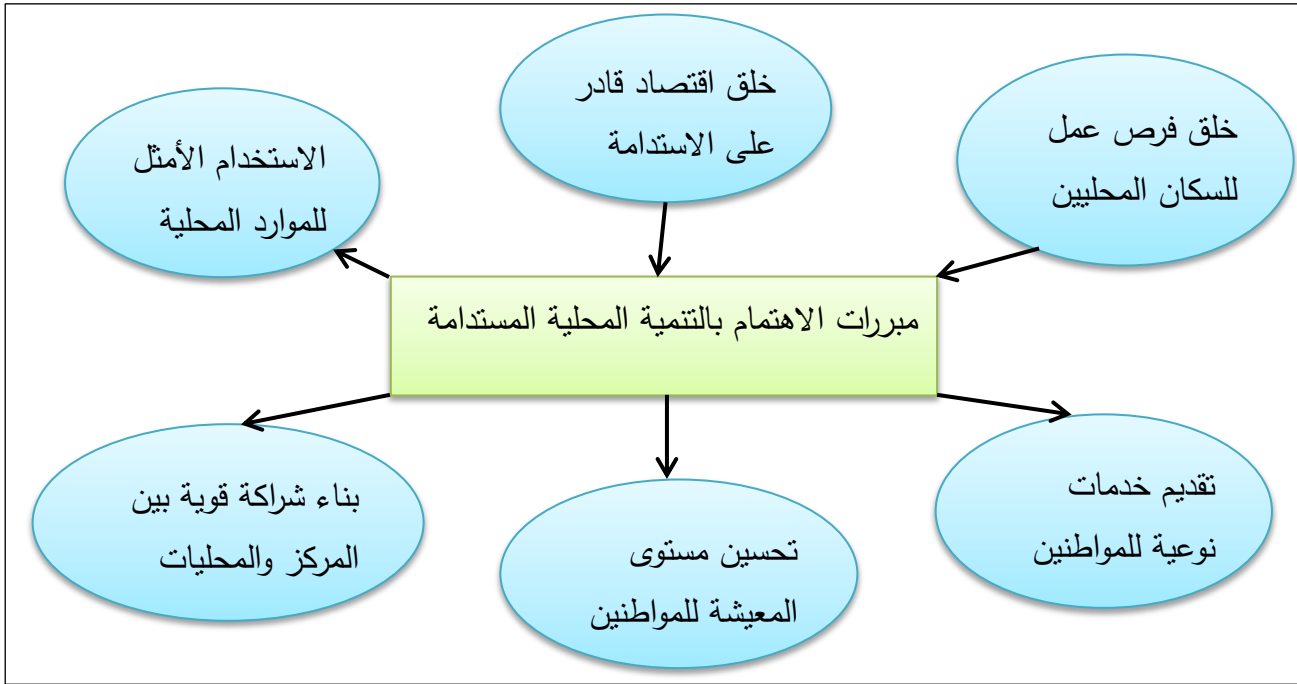 خلق فرص عمل
للسكان المحليين
خلق اقتصاد قادر
على الاستدامة
الاستخدام الأمثل
للموارد المحلية
مبررات الاهتمام بالتنمية المحلية المستدامة
تقديم خدمات
نوعية للمواطنين
تحسين مستوى
المعيشة للمواطنين
بناء شراكة قوية بين
المركز والمحليات